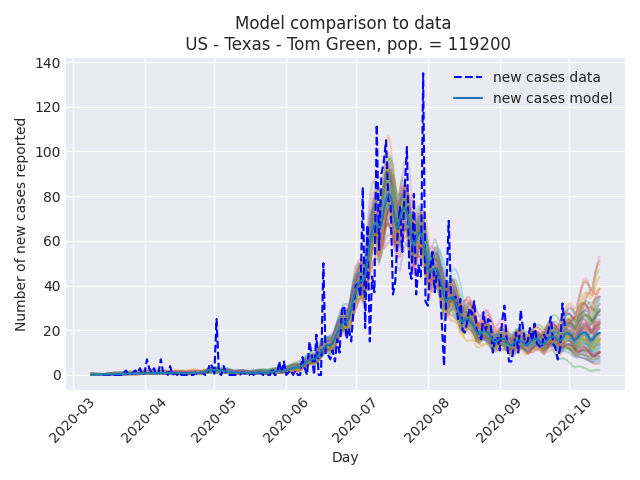 Model comparison to data
US - Texas - Tom Green, pop. = 119200
new cases data
new cases model
Number of new cases reported
140
120
100
80
60
40
20
0
2020-03
2020-04
2020-05
2020-06
2020-07
2020-08
2020-09
2020-10
Day